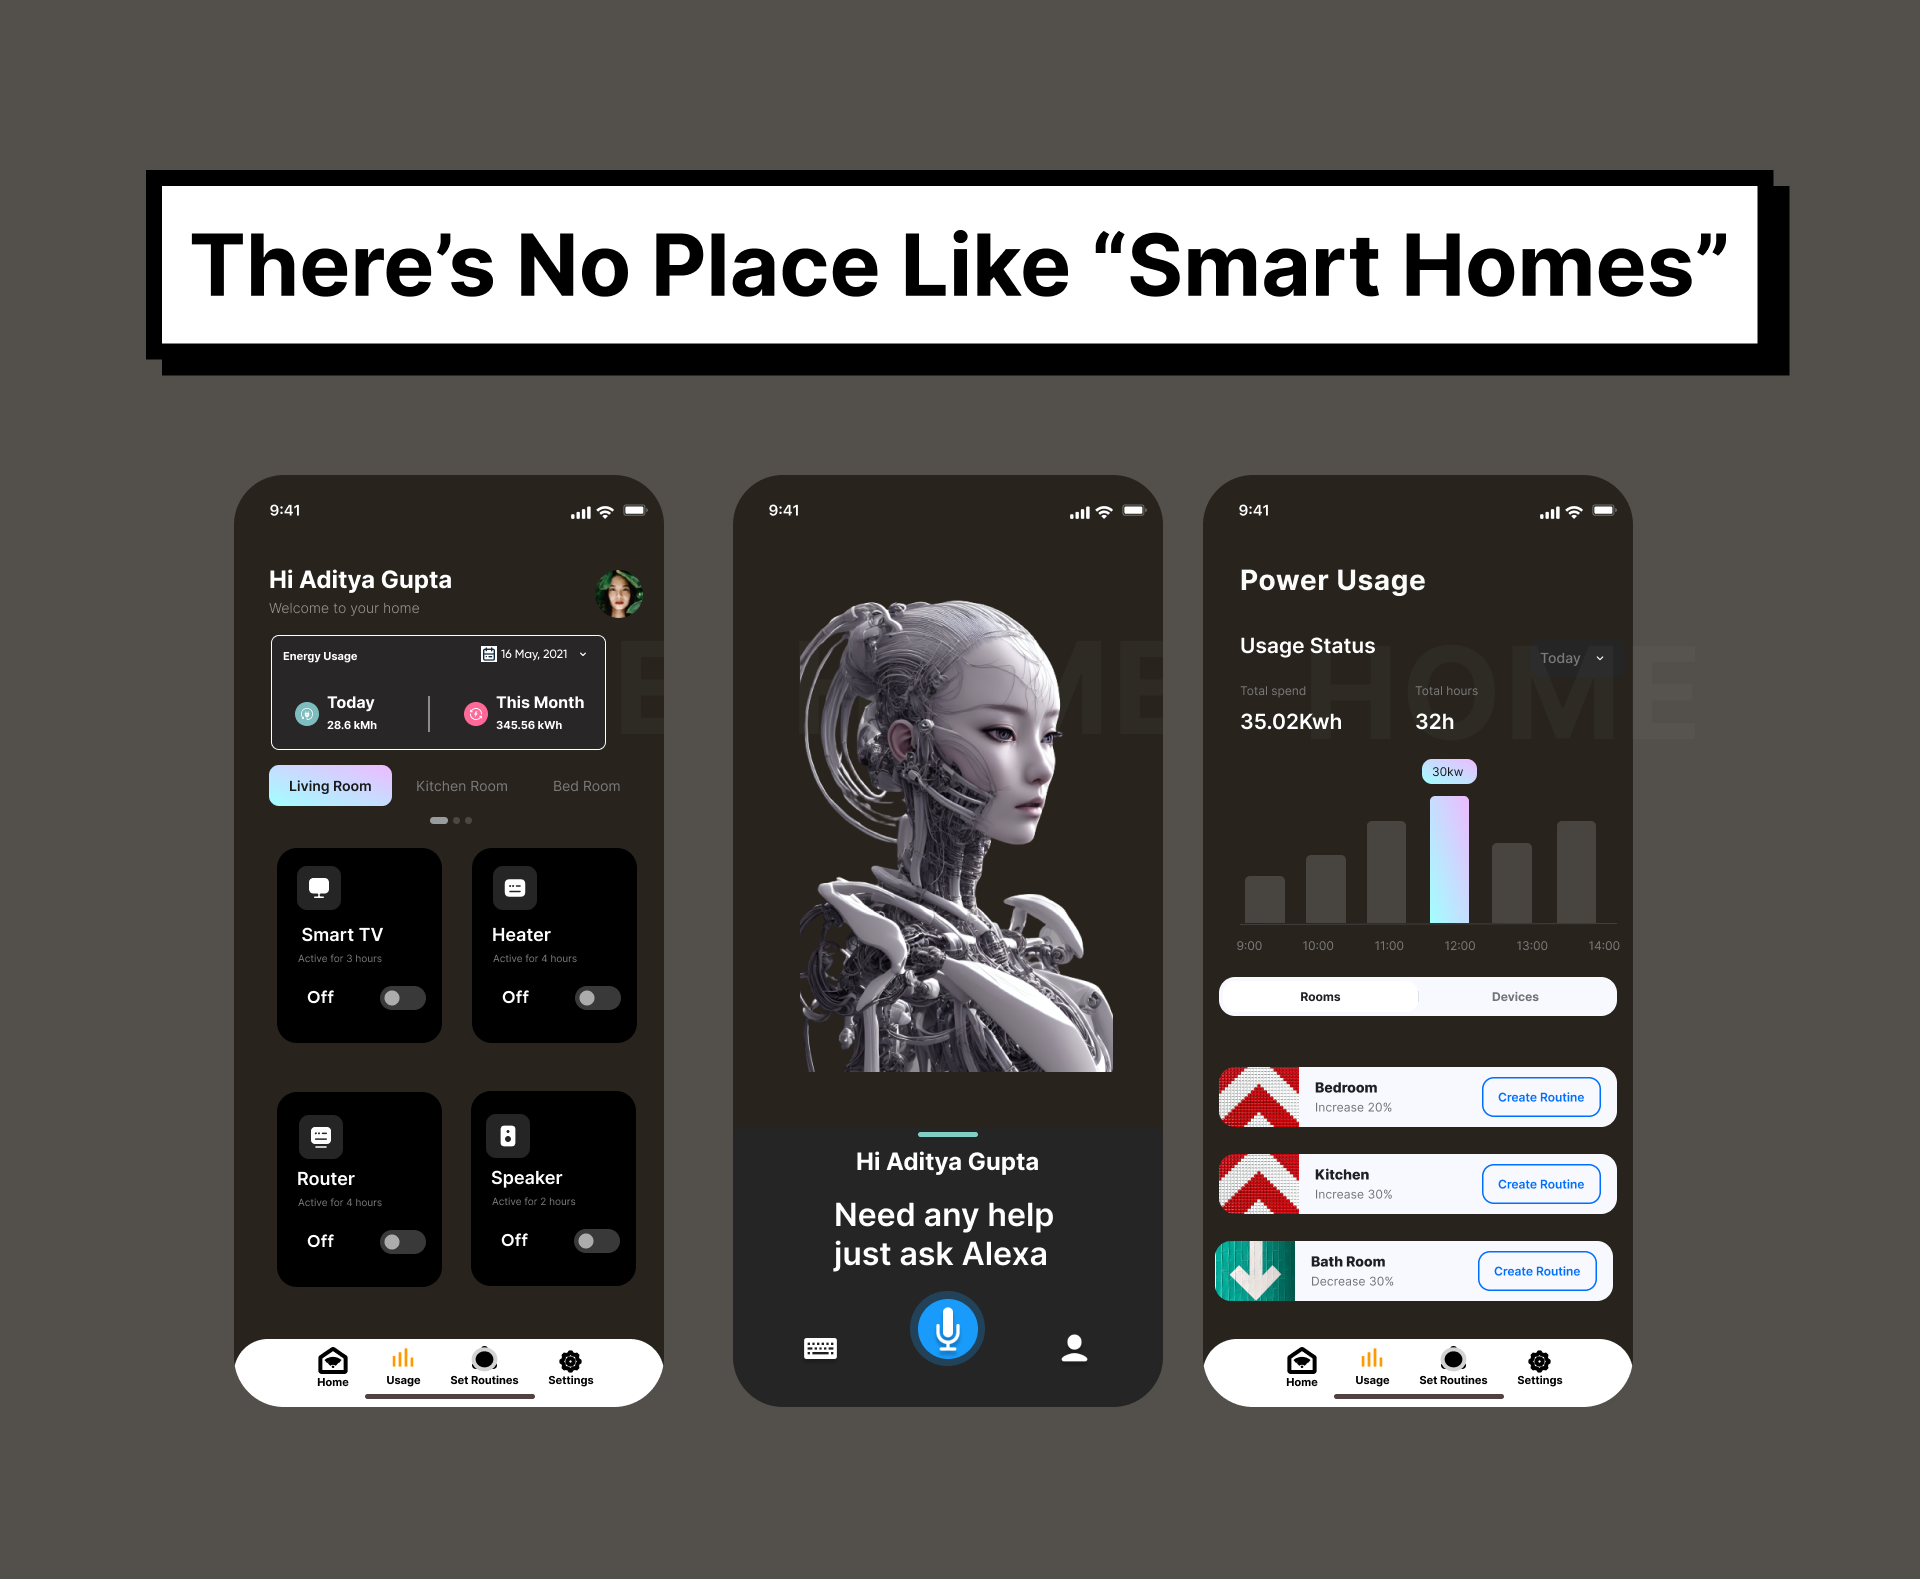 There’s No Place Like “Smart Homes”
9:41
Hi Aditya Gupta
Welcome to your home
Energy Usage
16 May, 2021
Today
28.6 kMh
This Month
345.56 kWh
Living Room
Kitchen Room
Bed Room
Smart TV
Active for 3 hours
Off
Heater
Active for 4 hours
Off
Router
Active for 4 hours
Off
Speaker
Active for 2 hours
Off
Home
Usage
Set Routines
Settings
9:41
HOME
Hi Aditya Gupta
Need any help
just ask Alexa
9:41
Power Usage
Usage Status
Today
HOME
Total spend
Total hours
35.02Kwh
32h
30kw
9:00 10:00 11:00 12:00 13:00 14:00
Rooms
Devices
Bedroom
Increase 20%
Create Routine
Kitchen
Increase 30%
Create Routine
Bath Room
Decrease 30%
Create Routine
Home
Usage
Set Routines
Settings